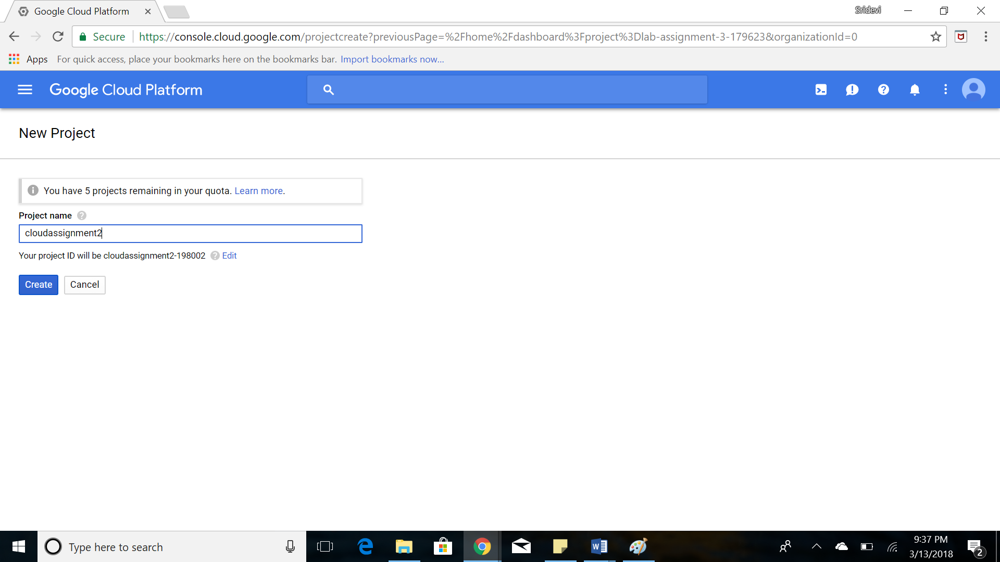 Google Cloud Platform
Sridevi
Secure
https://console.cloud.google.com/projectcreate?previousPage=%2Fhome%2Fdashboard%3Fproject%3Dlab-assignment-3-179623&organizationId=0
Apps For quick access, place your bookmarks here on the bookmarks bar. Import bookmarks now...
Google Cloud Platform
New Project
You have 5 projects remaining in your quota. Learn more.
Project name
cloudassignment2
Your project ID will be cloudassignment2-198002 Edit
Create Cancel
Type here to search
9:37 PM
3/13/2018
2